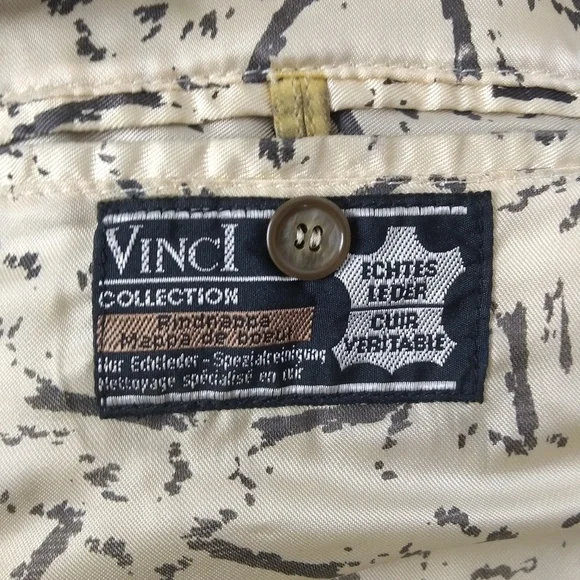 VINCI
COLLECTION
Rindnappa
Nappa de boeuf
Nur Echtleder - Spezialreinigung
Nettoyage spécialisé en cuir
ECHTES
LEDER
CUIR
VERITABLE